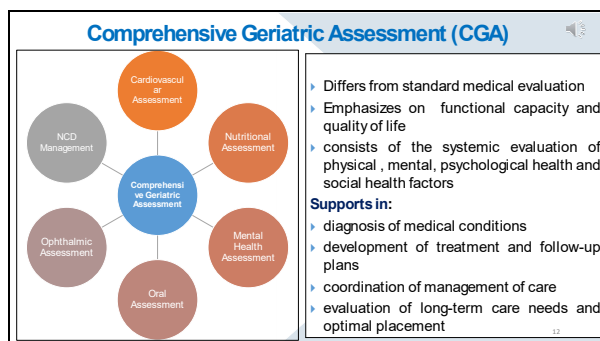 Comprehensive Geriatric Assessment (CGA)
Cardiovascul
ar
Assessment
Nutritional
Assessment
Mental
Health
Assessment
Oral
Assessment
Ophthalmic
Assessment
NCD
Management
Comprehensi
ve Geriatric
Assessment
Differs from standard medical evaluation
Emphasizes on functional capacity and
quality of life
consists of the systemic evaluation of
physical , mental, psychological health and
social health factors
Supports in:
diagnosis of medical conditions
development of treatment and follow-up
plans
coordination of management of care
evaluation of long-term care needs and
optimal placement
12